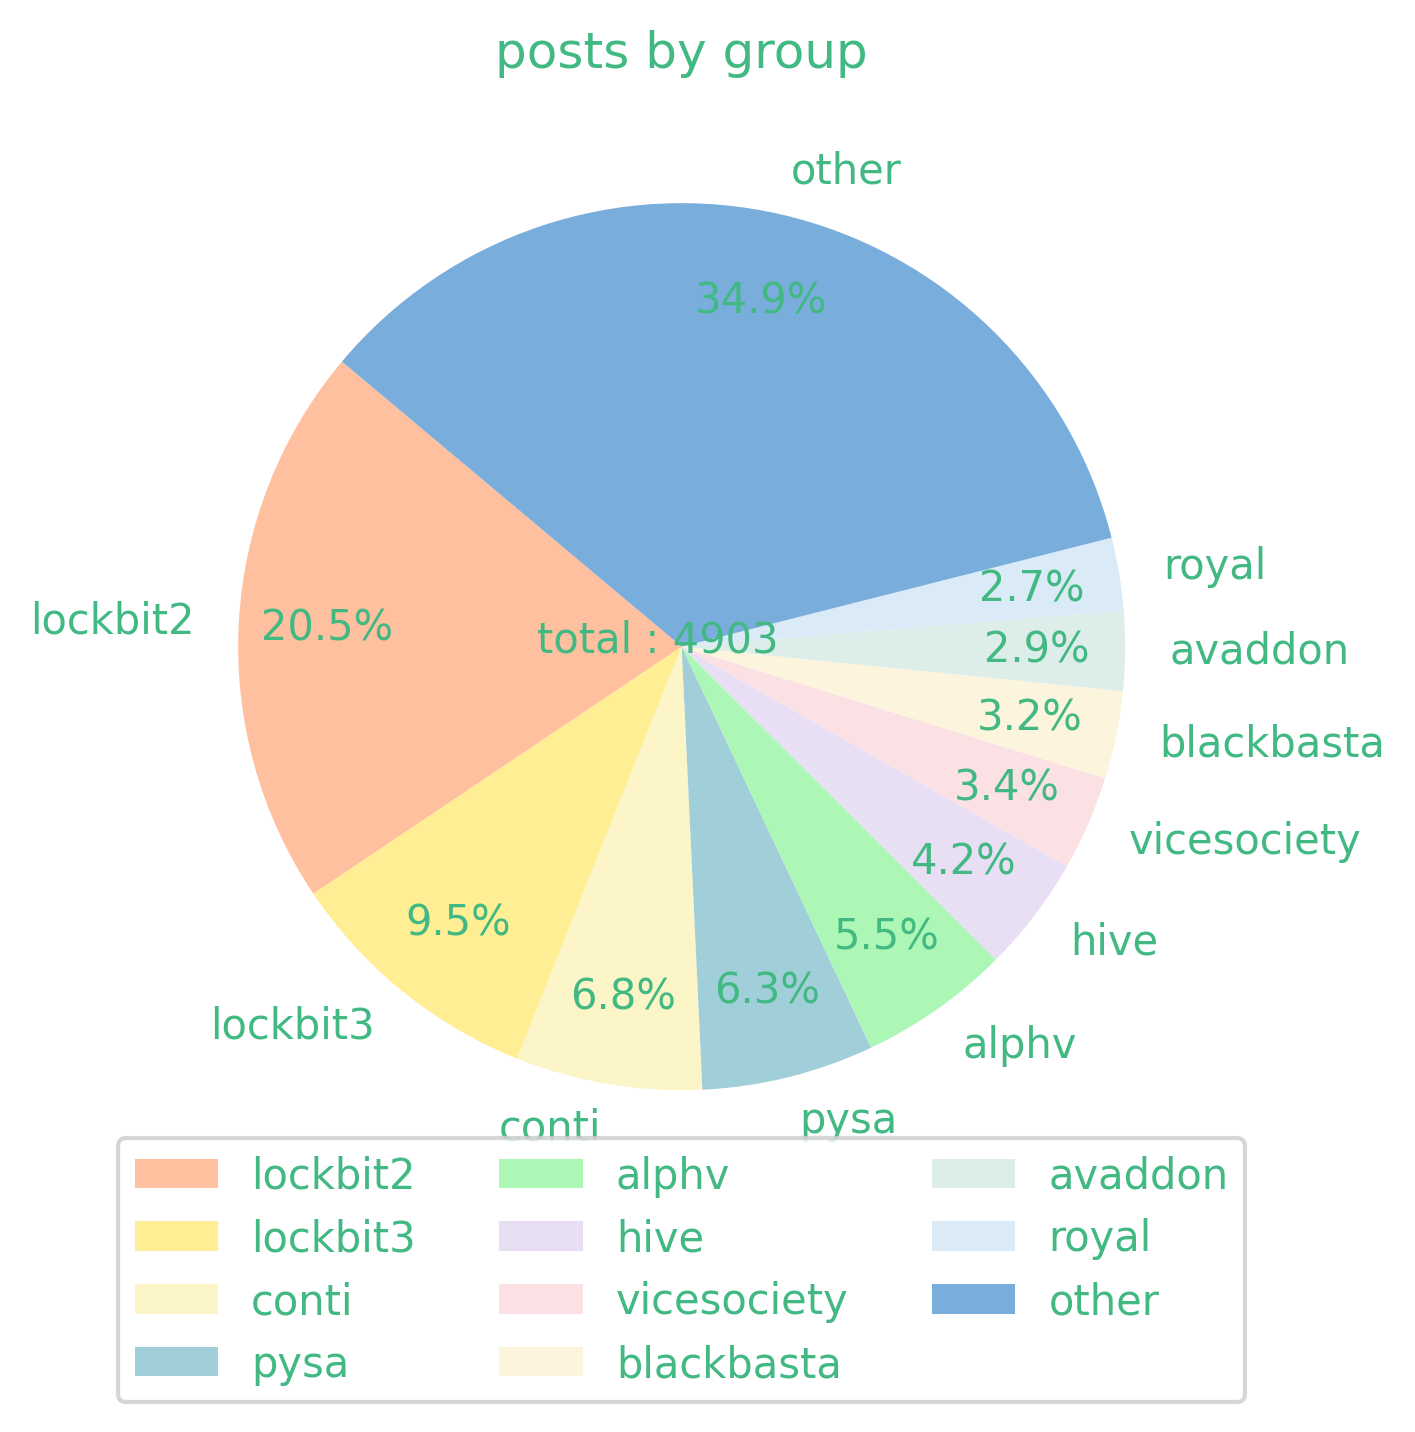 posts by group
other
34.9%
royal
2.7%
lockbit2
20.5%
total : 4903
2.9%
avaddon
3.2%
blackbasta
3.4%
vicesociety
4.2%
hive
9.5%
5.5%
6.8%
6.3%
lockbit3
alphv
conti
pysa
lockbit2
lockbit3
conti
pysa
alphv
hive
vicesociety
blackbasta
avaddon
royal
other